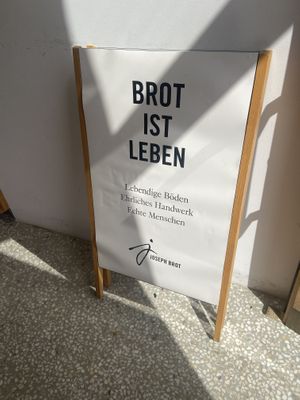 BROT
IST
LEBEN
Lebendige Böden
Ehrliches Handwerk
Echte Menschen
j
JOSEPH BROT